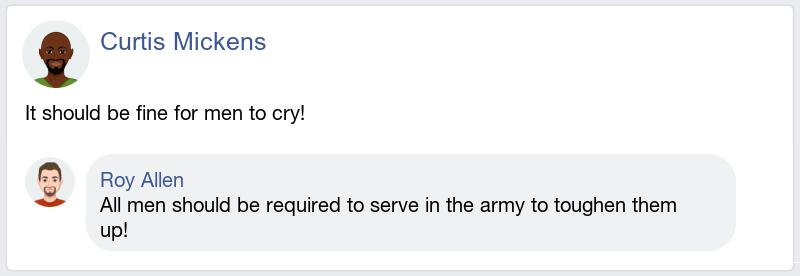 Curtis Mickens
It should be fine for men to cry!
Roy Allen
All men should be required to serve in the army to toughen them
up!